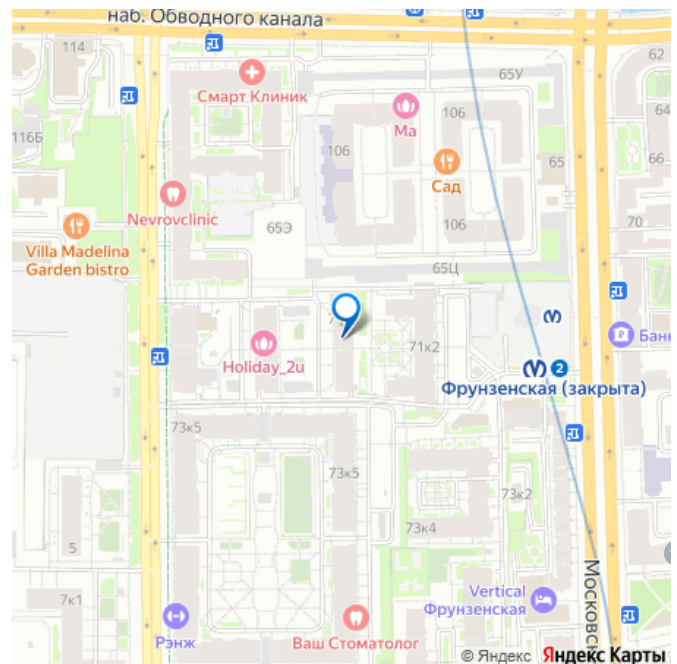 наб. Обводного канала
114
62
65У
Смарт Клиник
106
Ма
64
116Б
106
Сад
65
66
Nevrovclinic
65Э
106
70
Villa Madelina
Garden bistro
65Ц
Банк
71к2
Holiday_2u
2
Фрунзенская (закрыта)
73к5
73к5
73к2
73к4
5
Московск
7к1
Vertical
Фрунзенская
Рэнж
Ваш Стоматолог
© Яндекс Яндекс Карты